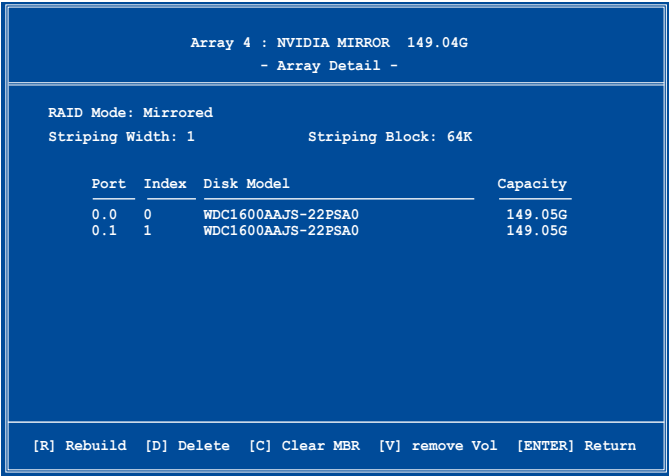 Array 4 : NVIDIA MIRROR 149.04G
- Array Detail -
RAID Mode: Mirrored
Striping Width: 1 Striping Block: 64K
Port Index Disk Model Capacity
0.0 0 WDC1600AAJS-22PSA0 149.05G
0.1 1 WDC1600AAJS-22PSA0 149.05G
[R] Rebuild [D] Delete [C] Clear MBR [V] remove Vol [ENTER] Return